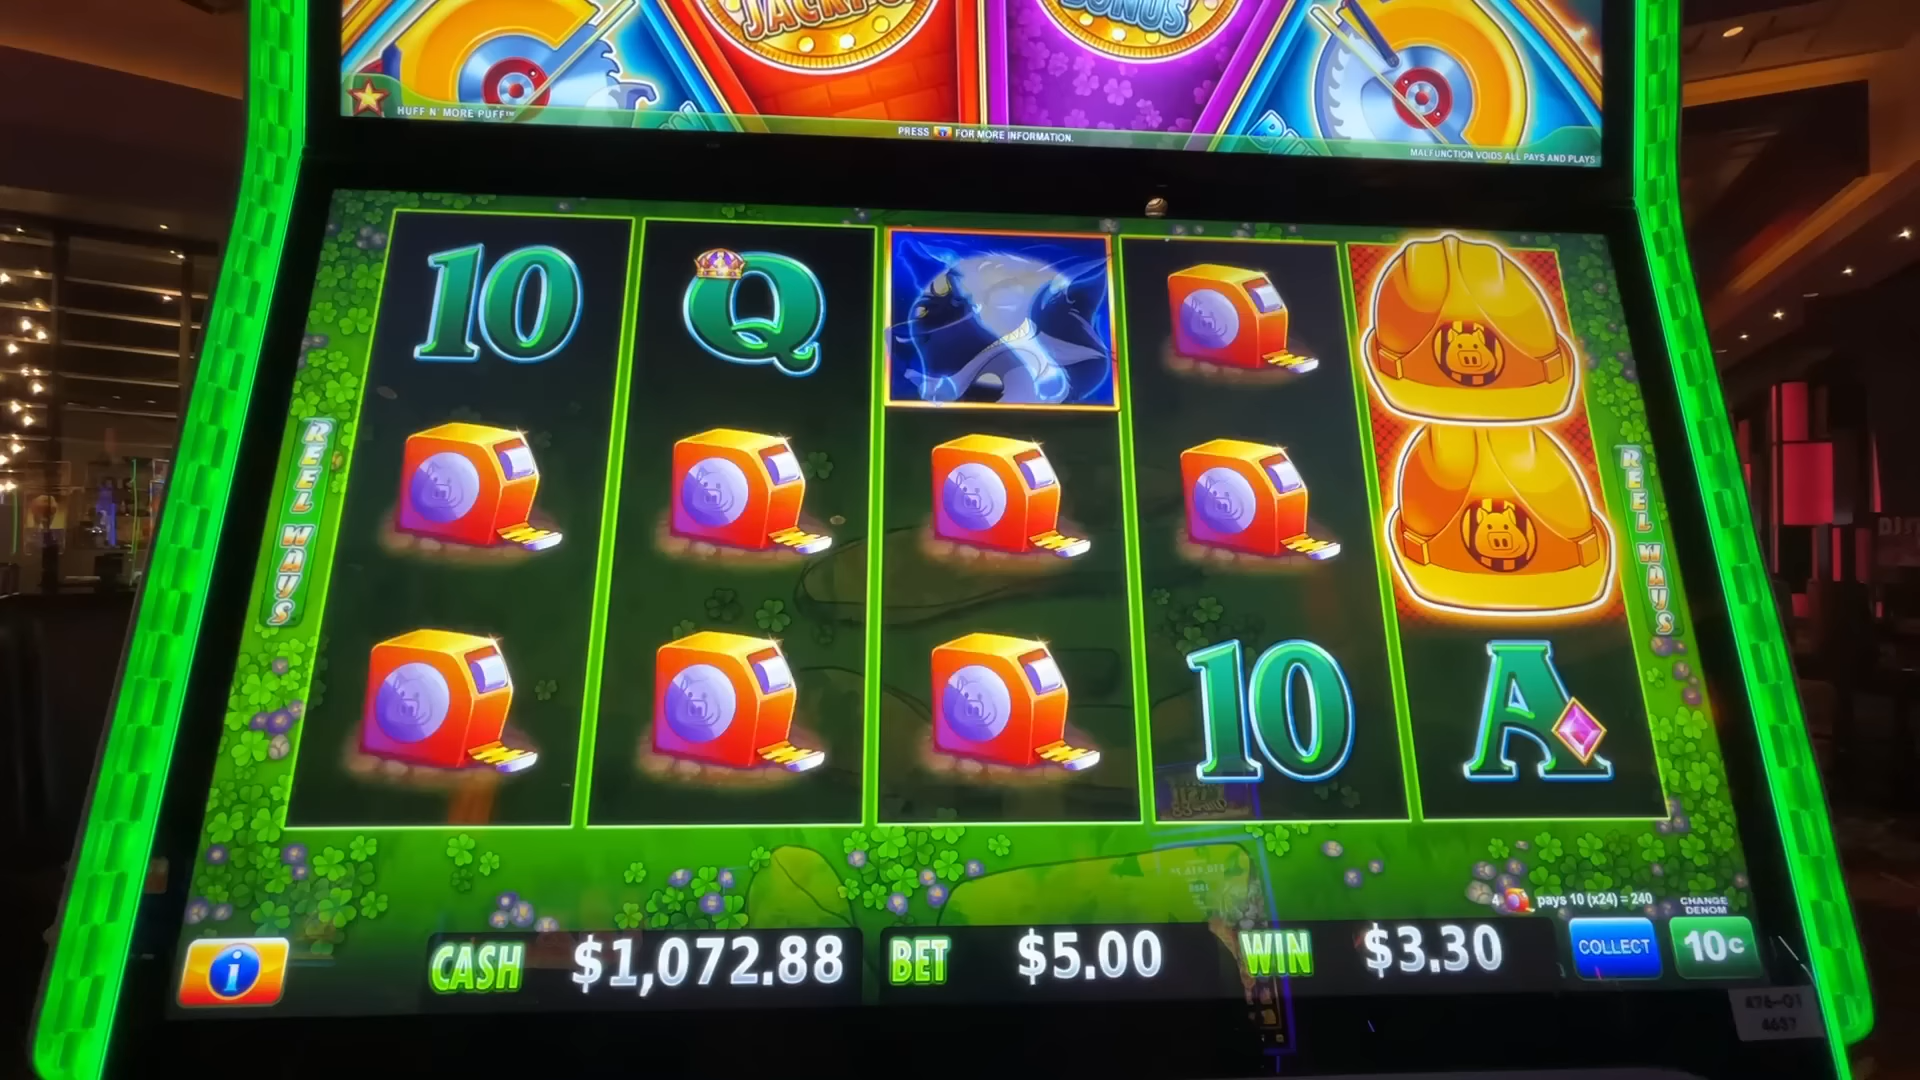 JACKPOT
BONUS
HUFF N' MORE PUFF™
PRESS i FOR MORE INFORMATION.
MALFUNCTION VOIDS ALL PAYS AND PLAYS
10
Q
REEL WAYS
REEL WAYS
10
A
4 pays 10 (x24) = 240
CHANGE
DENOM
i
CASH $1,072.88
BET $5.00
WIN $3.30
COLLECT
10¢